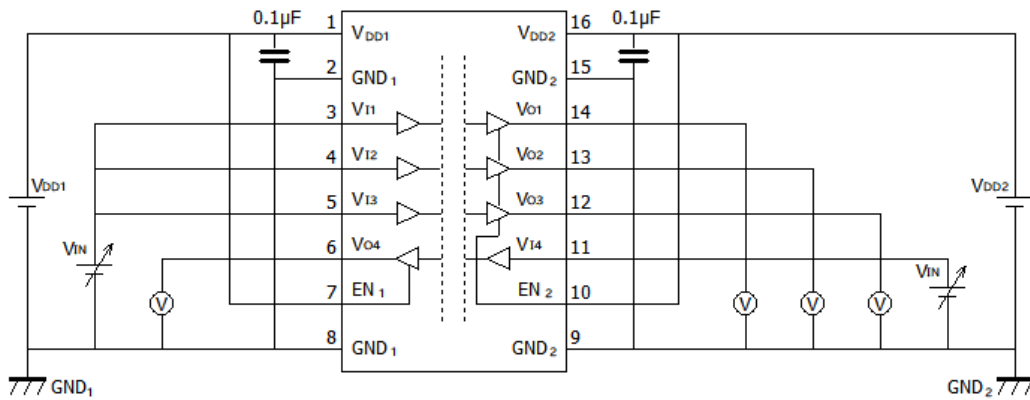 0.1µF 1 16 0.1µF
VDD1 VDD2
2 15
GND1 GND2
3 14
VI1 VO1
4 13
VI2 VO2
VDD1 VDD2
5 12
VI3 VO3
6 11
VIN VO4 VI4 VIN
7 10
V EN1 EN2 V V V
8 9
GND1 GND2
GND1 GND2